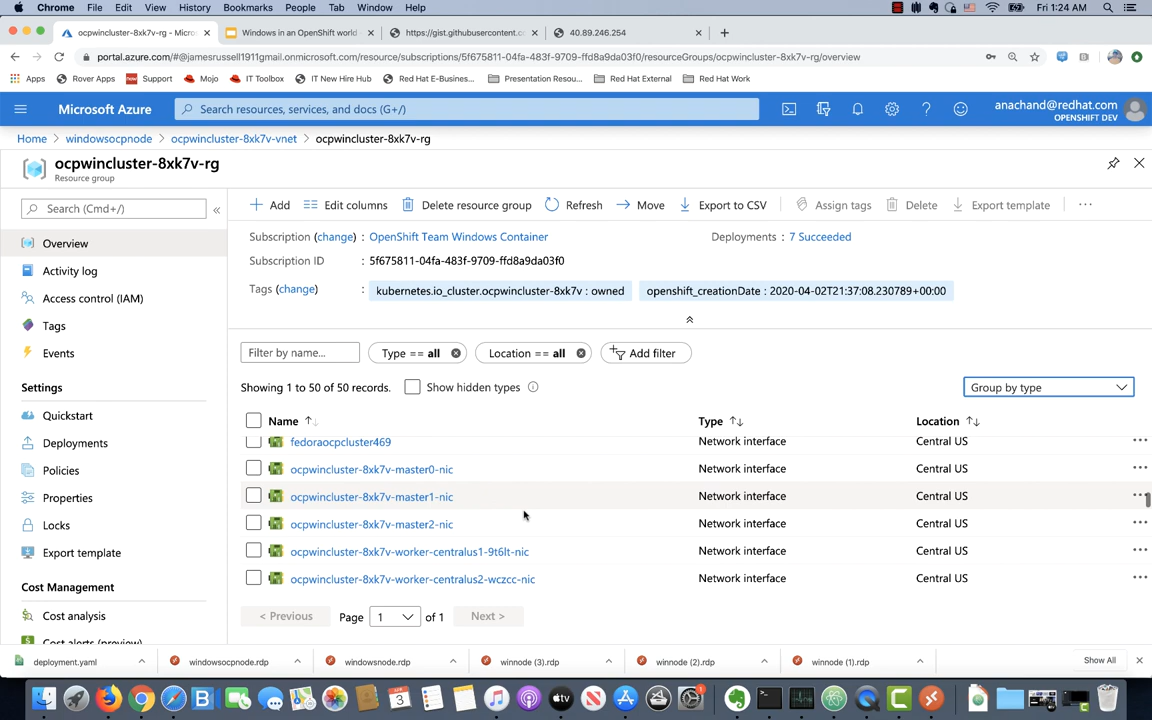 Chrome File Edit View History Bookmarks People Tab Window Help Fri 1:24 AM
ocpwincluster-8xk7v-rg - Micros Windows in an OpenShift world https://gist.githubusercontent.c 40.89.246.254
portal.azure.com/#@jamesrussell1911gmail.onmicrosoft.com/resource/subscriptions/5f675811-04fa-483f-9709-ffd8a9da03f0/resourceGroups/ocpwincluster-8xk7v-rg/overview
Apps Rover Apps Support Mojo IT Toolbox IT New Hire Hub Red Hat E-Busines... Presentation Resou... Red Hat External Red Hat Work
Microsoft Azure Search resources, services, and docs (G+/) anachand@redhat.com
OPENSHIFT DEV
Home > windowsocpnode > ocpwincluster-8xk7v-vnet > ocpwincluster-8xk7v-rg
ocpwincluster-8xk7v-rg
Resource group
Search (Cmd+/) « Add Edit columns Delete resource group Refresh Move Export to CSV Assign tags Delete Export template ...
Overview
Activity log
Access control (IAM)
Tags
Events
Settings
Quickstart
Deployments
Policies
Properties
Locks
Export template
Cost Management
Cost analysis
Cost alerts (preview)
Subscription (change) : OpenShift Team Windows Container Deployments : 7 Succeeded
Subscription ID : 5f675811-04fa-483f-9709-ffd8a9da03f0
Tags (change) : kubernetes.io_cluster.ocpwincluster-8xk7v : owned openshift_creationDate : 2020-04-02T21:37:08.230789+00:00
Filter by name... Type == all Location == all Add filter
Showing 1 to 50 of 50 records. Show hidden types Group by type
Name ↑↓ Type ↑↓ Location ↑↓
fedoraocpcluster469 Network interface Central US ...
ocpwincluster-8xk7v-master0-nic Network interface Central US ...
ocpwincluster-8xk7v-master1-nic Network interface Central US ...
ocpwincluster-8xk7v-master2-nic Network interface Central US ...
ocpwincluster-8xk7v-worker-centralus1-9t6lt-nic Network interface Central US ...
ocpwincluster-8xk7v-worker-centralus2-wczcc-nic Network interface Central US ...
< Previous Page 1 of 1 Next >
deployment.yaml windowsocpnode.rdp windowsnode.rdp winnode (3).rdp winnode (2).rdp winnode (1).rdp Show All